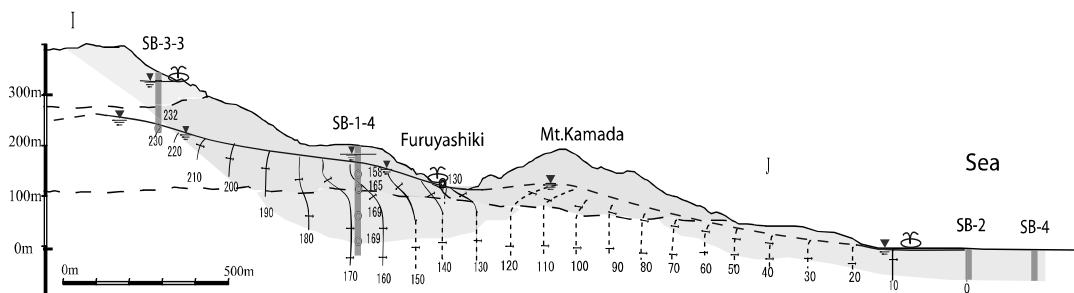 I
SB-3-3
SB-1-4
Furuyashiki
Mt.Kamada
J
Sea
SB-2
SB-4
300m
200m
100m
0m
232
230
220
210
200
190
180
158
165
169
169
130
170
160
150
140
130
120
110
100
90
80
70
60
50
40
30
20
10
0
0m
500m